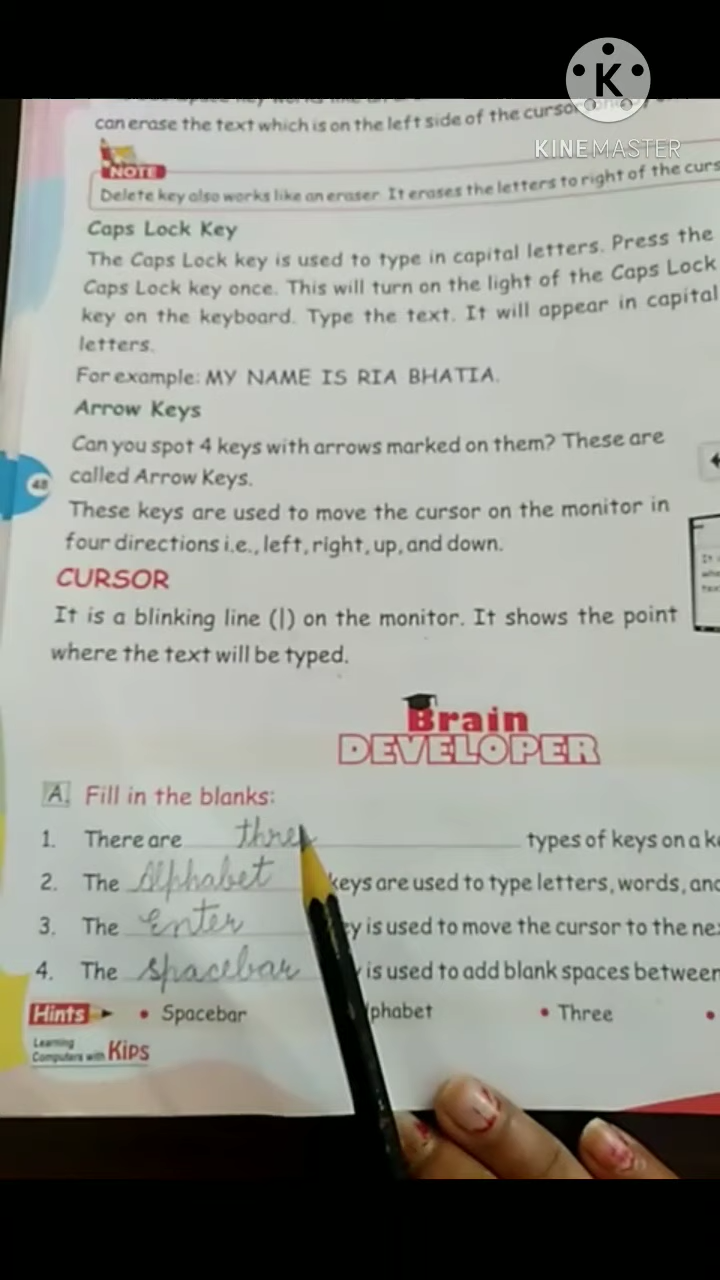 K
KINEMASTER
can erase the text which is on the left side of the cursor
NOTE
Delete key also works like an eraser. It erases the letters to right of the curs
Caps Lock Key
The Caps Lock key is used to type in capital letters. Press the
Caps Lock key once. This will turn on the light of the Caps Lock
key on the keyboard. Type the text. It will appear in capital
letters.
For example: MY NAME IS RIA BHATIA.
Arrow Keys
Can you spot 4 keys with arrows marked on them? These are
called Arrow Keys.
48
These keys are used to move the cursor on the monitor in
four directions i.e., left, right, up, and down.
CURSOR
It is a blinking line (|) on the monitor. It shows the point
where the text will be typed.
Brain
DEVELOPER
A. Fill in the blanks:
1. There are three types of keys on a k
2. The Alphabet keys are used to type letters, words, and
3. The Enter is used to move the cursor to the ne
4. The Spacebar is used to add blank spaces between
Hints • Spacebar phabet • Three •
Learning
Computers with Kips